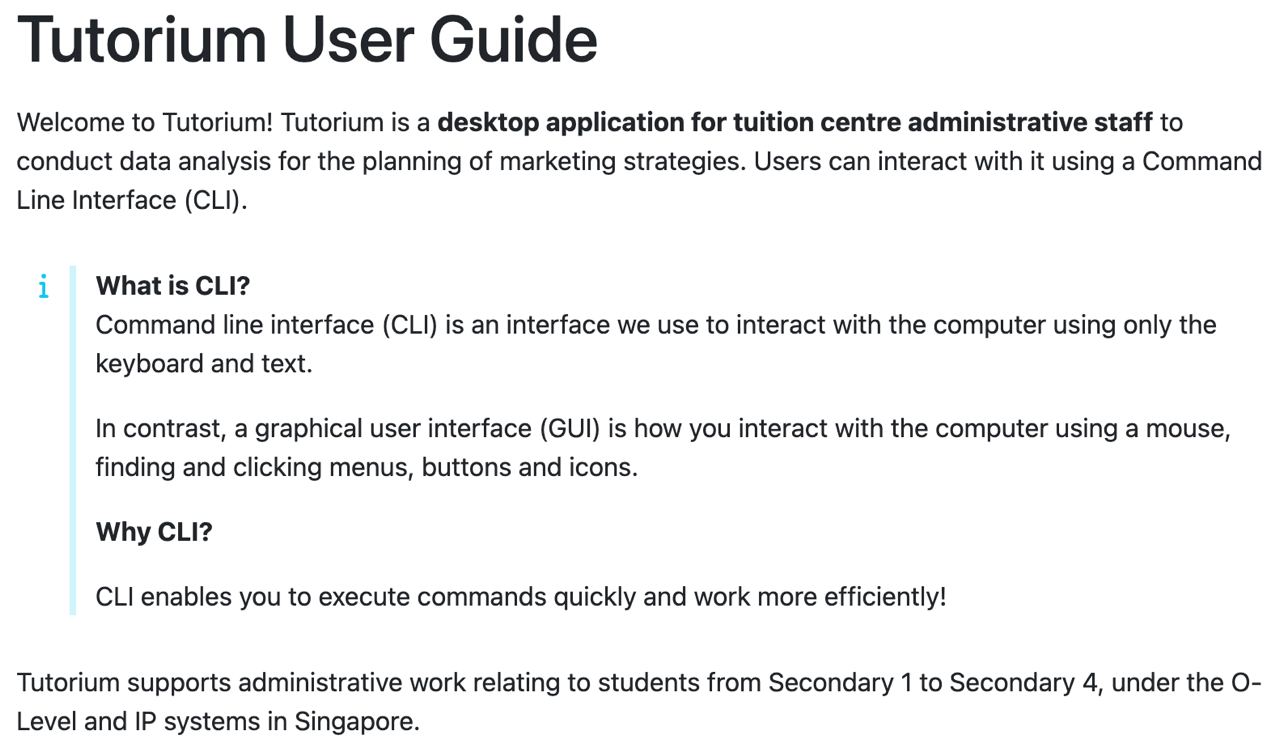 Tutorium User Guide
Welcome to Tutorium! Tutorium is a desktop application for tuition centre administrative staff to
conduct data analysis for the planning of marketing strategies. Users can interact with it using a Command
Line Interface (CLI).
i
What is CLI?
Command line interface (CLI) is an interface we use to interact with the computer using only the
keyboard and text.
In contrast, a graphical user interface (GUI) is how you interact with the computer using a mouse,
finding and clicking menus, buttons and icons.
Why CLI?
CLI enables you to execute commands quickly and work more efficiently!
Tutorium supports administrative work relating to students from Secondary 1 to Secondary 4, under the O-
Level and IP systems in Singapore.